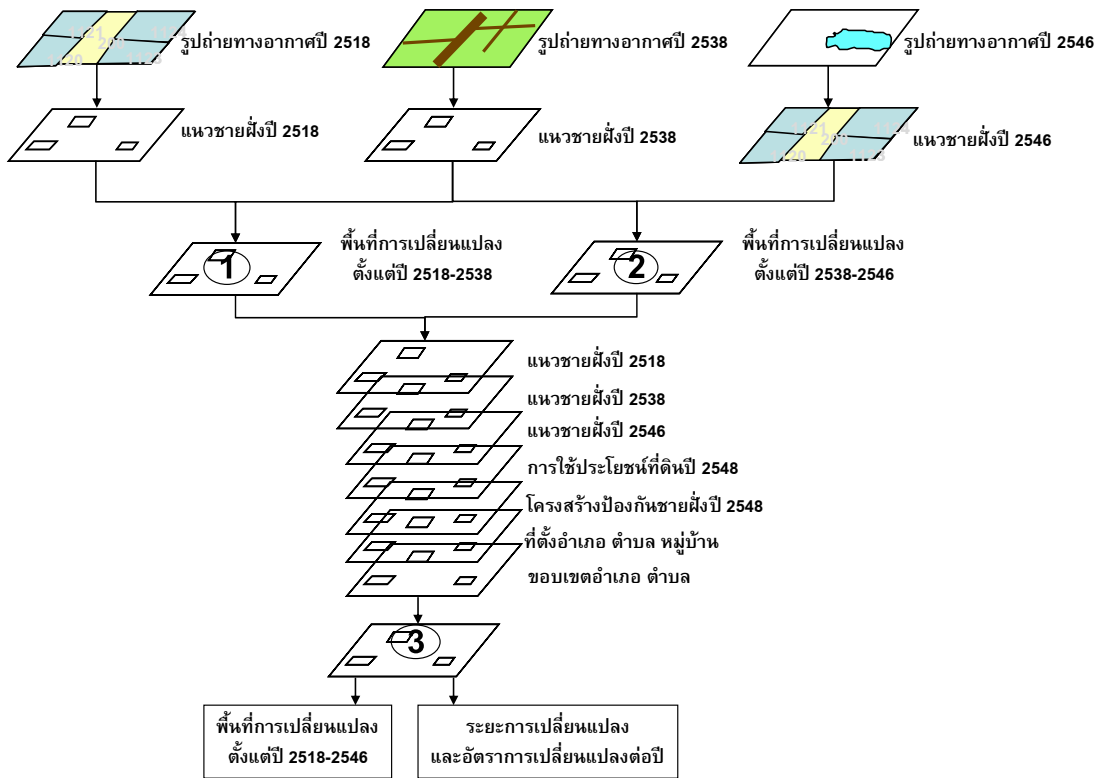 1121
1124
200
1120
1123
รูปถ่ายทางอากาศปี 2518
รูปถ่ายทางอากาศปี 2538
รูปถ่ายทางอากาศปี 2546
แนวชายฝั่งปี 2518
แนวชายฝั่งปี 2538
1121
1124
200
1120
1123
แนวชายฝั่งปี 2546
1
พื้นที่การเปลี่ยนแปลง
ตั้งแต่ปี 2518-2538
2
พื้นที่การเปลี่ยนแปลง
ตั้งแต่ปี 2538-2546
แนวชายฝั่งปี 2518
แนวชายฝั่งปี 2538
แนวชายฝั่งปี 2546
การใช้ประโยชน์ที่ดินปี 2548
โครงสร้างป้องกันชายฝั่งปี 2548
ที่ตั้งอำเภอ ตำบล หมู่บ้าน
ขอบเขตอำเภอ ตำบล
3
พื้นที่การเปลี่ยนแปลง
ตั้งแต่ปี 2518-2546
ระยะการเปลี่ยนแปลง
และอัตราการเปลี่ยนแปลงต่อปี